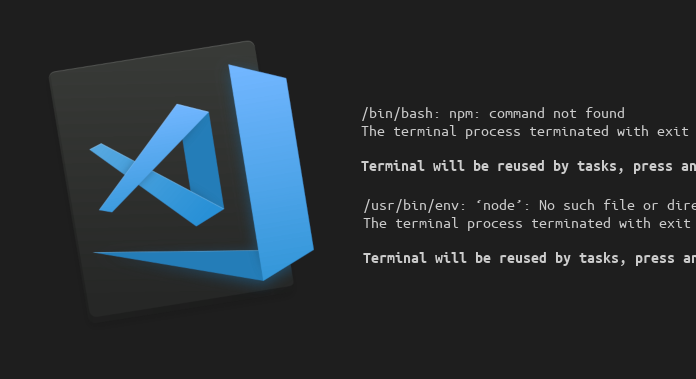 /bin/bash: npm: command not found
The terminal process terminated with exit
Terminal will be reused by tasks, press an
/usr/bin/env: ‘node’: No such file or dire
The terminal process terminated with exit
Terminal will be reused by tasks, press an